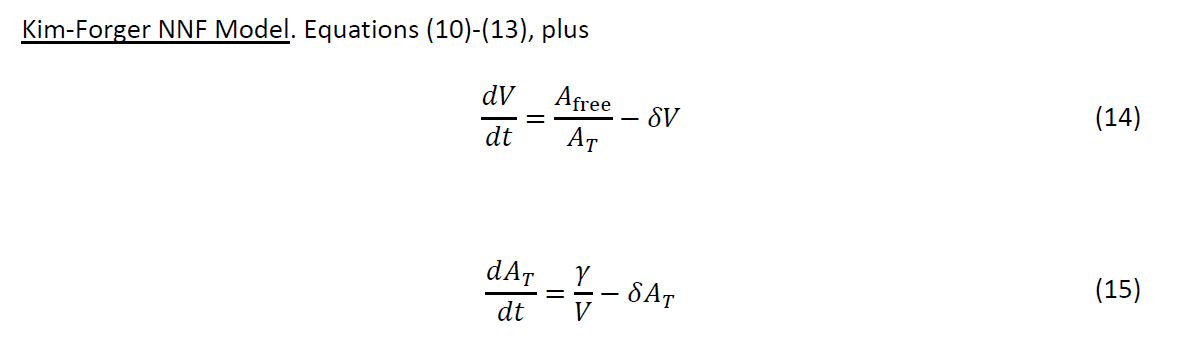 Kim-Forger NNF Model. Equations (10)-(13), plus
dV/dt = A_free/A_T − δV (14)
dA_T/dt = γ/V − δA_T (15)